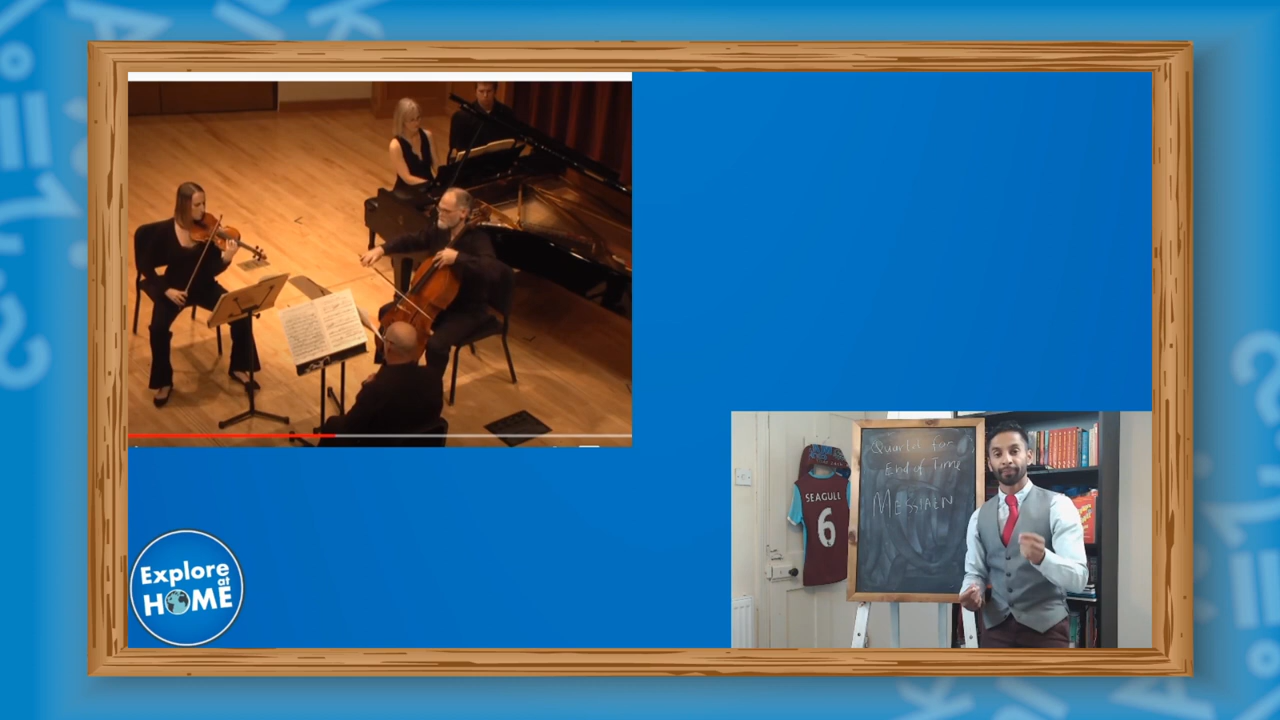 Quartet for
End of Time
MESSIAEN
SEAGULL
6
Explore
at
HOME